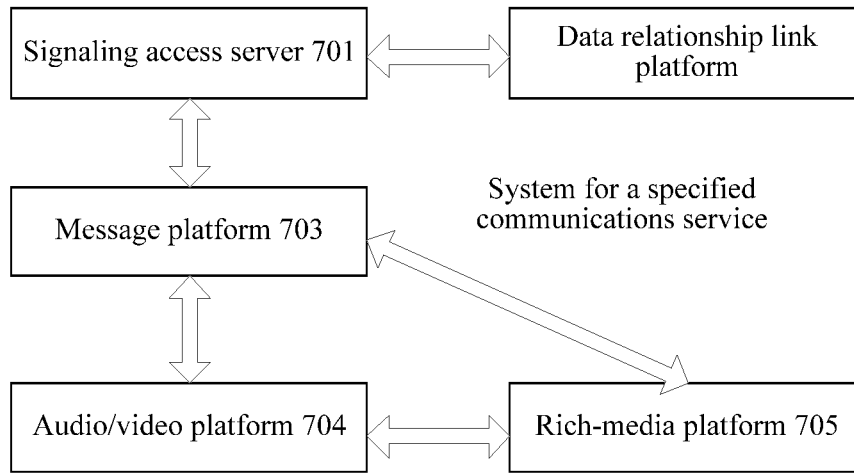 Signaling access server 701
Data relationship link
platform
Message platform 703
System for a specified
communications service
Audio/video platform 704
Rich-media platform 705